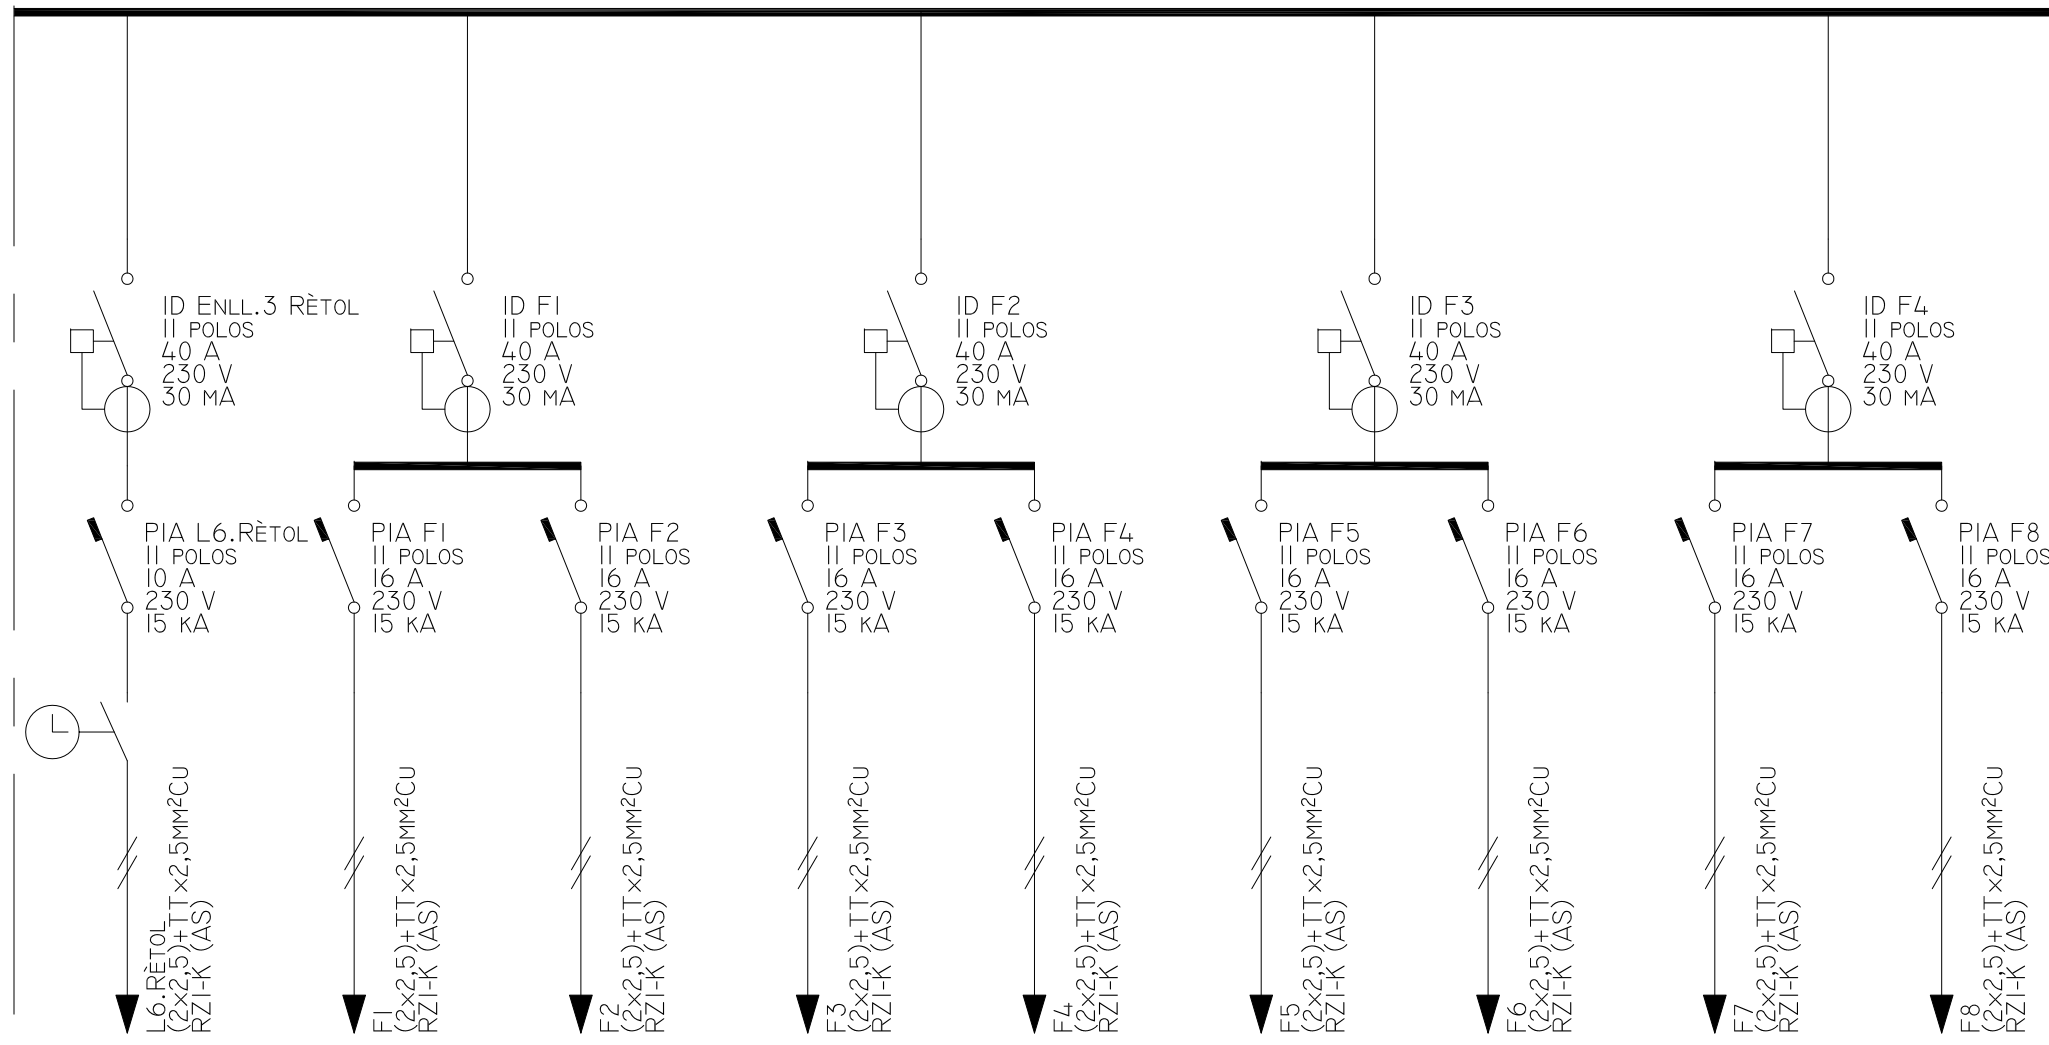 ID ENLL.3 RÈTOL
II POLOS
40 A
230 V
30 MA
ID F1
II POLOS
40 A
230 V
30 MA
ID F2
II POLOS
40 A
230 V
30 MA
ID F3
II POLOS
40 A
230 V
30 MA
ID F4
II POLOS
40 A
230 V
30 MA
PIA L6.RÈTOL
II POLOS
10 A
230 V
15 KA
PIA F1
II POLOS
16 A
230 V
15 KA
PIA F2
II POLOS
16 A
230 V
15 KA
PIA F3
II POLOS
16 A
230 V
15 KA
PIA F4
II POLOS
16 A
230 V
15 KA
PIA F5
II POLOS
16 A
230 V
15 KA
PIA F6
II POLOS
16 A
230 V
15 KA
PIA F7
II POLOS
16 A
230 V
15 KA
PIA F8
II POLOS
16 A
230 V
15 KA
L6.RÈTOL
(2x2,5)+TTx2,5MM²CU
RZ1-K (AS)
F1
(2x2,5)+TTx2,5MM²CU
RZ1-K (AS)
F2
(2x2,5)+TTx2,5MM²CU
RZ1-K (AS)
F3
(2x2,5)+TTx2,5MM²CU
RZ1-K (AS)
F4
(2x2,5)+TTx2,5MM²CU
RZ1-K (AS)
F5
(2x2,5)+TTx2,5MM²CU
RZ1-K (AS)
F6
(2x2,5)+TTx2,5MM²CU
RZ1-K (AS)
F7
(2x2,5)+TTx2,5MM²CU
RZ1-K (AS)
F8
(2x2,5)+TTx2,5MM²CU
RZ1-K (AS)